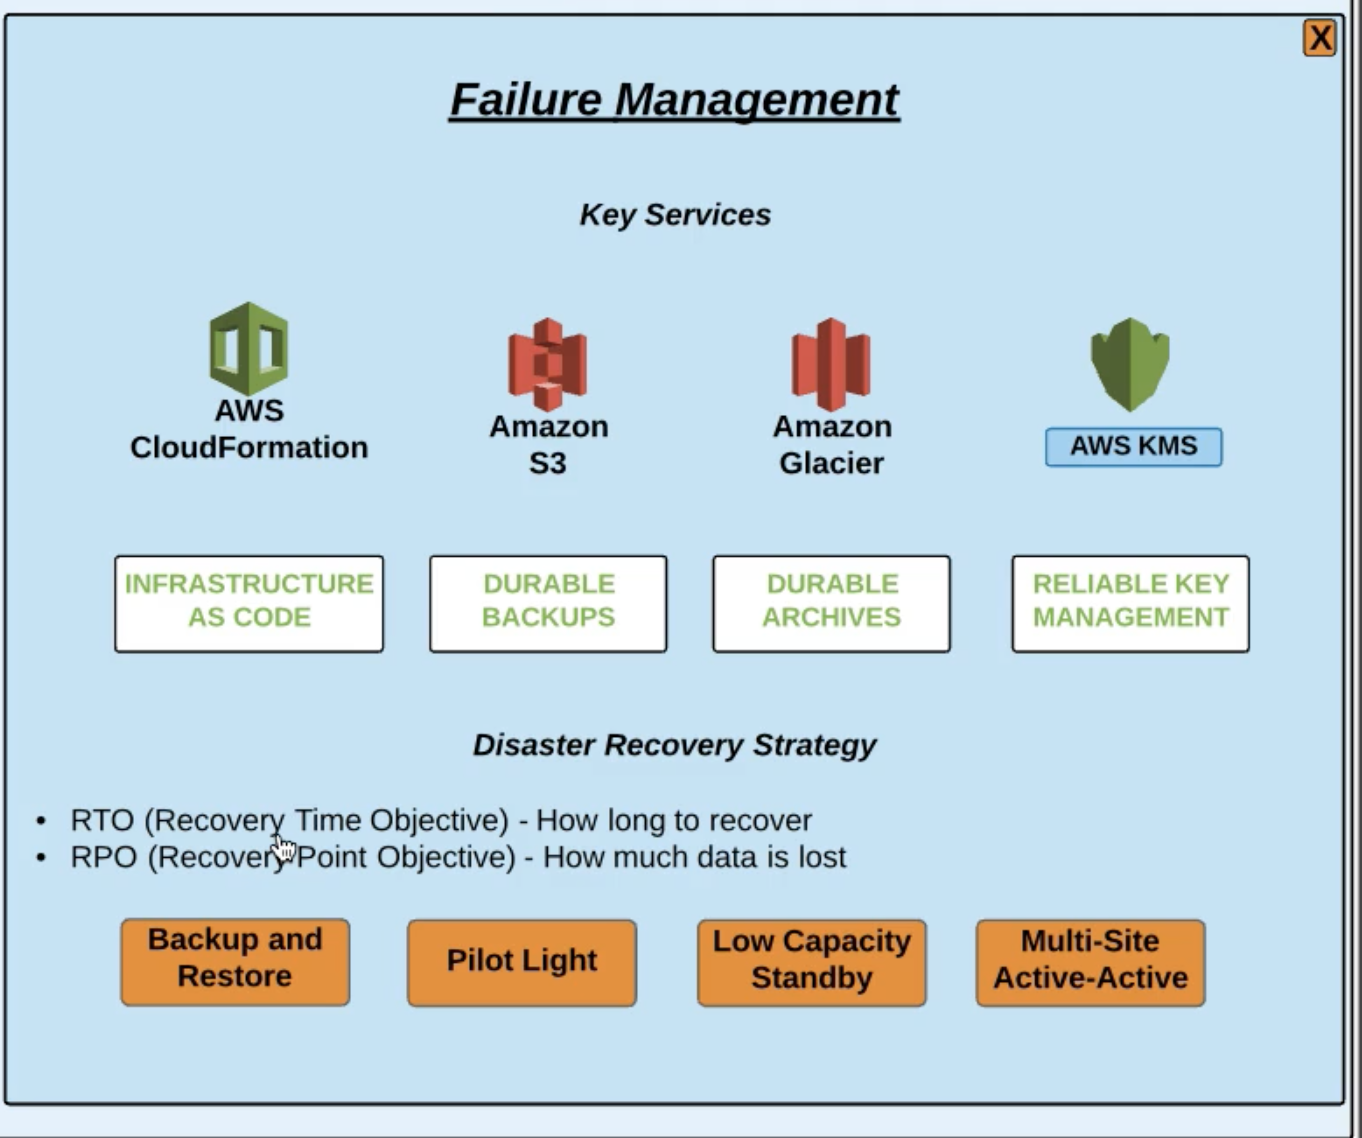 X
Failure Management
Key Services
AWS
CloudFormation
Amazon
S3
Amazon
Glacier
AWS KMS
INFRASTRUCTURE
AS CODE
DURABLE
BACKUPS
DURABLE
ARCHIVES
RELIABLE KEY
MANAGEMENT
Disaster Recovery Strategy
• RTO (Recovery Time Objective) - How long to recover
• RPO (Recovery Point Objective) - How much data is lost
Backup and
Restore
Pilot Light
Low Capacity
Standby
Multi-Site
Active-Active